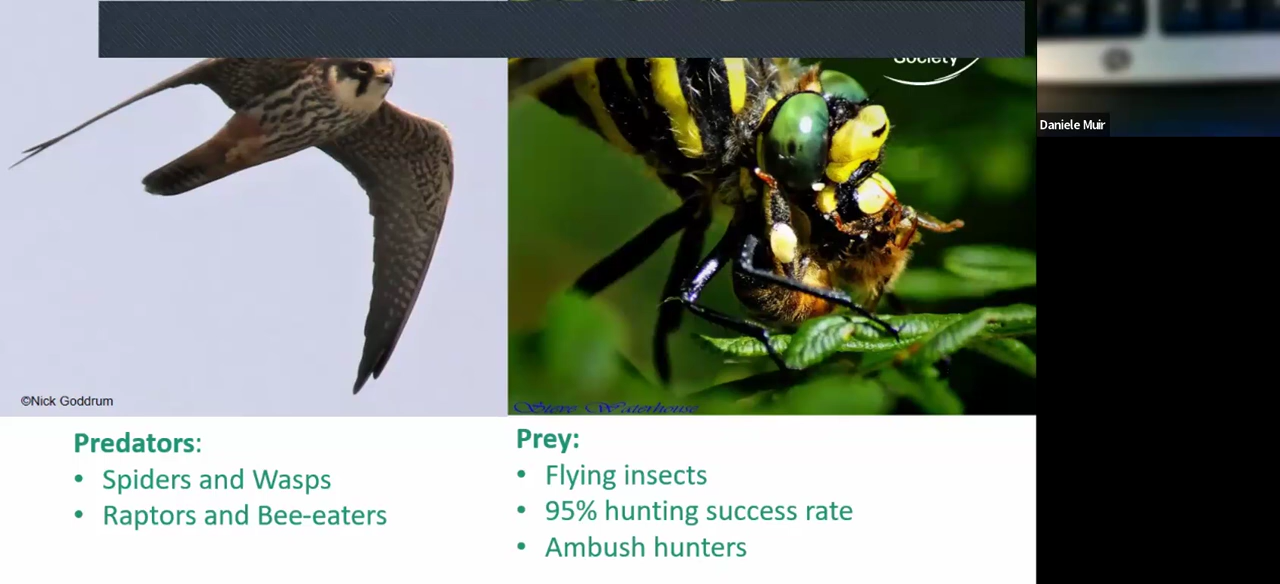 Society
Daniele Muir
©Nick Goddrum
Steve Waterhouse
Predators:
• Spiders and Wasps
• Raptors and Bee-eaters
Prey:
• Flying insects
• 95% hunting success rate
• Ambush hunters